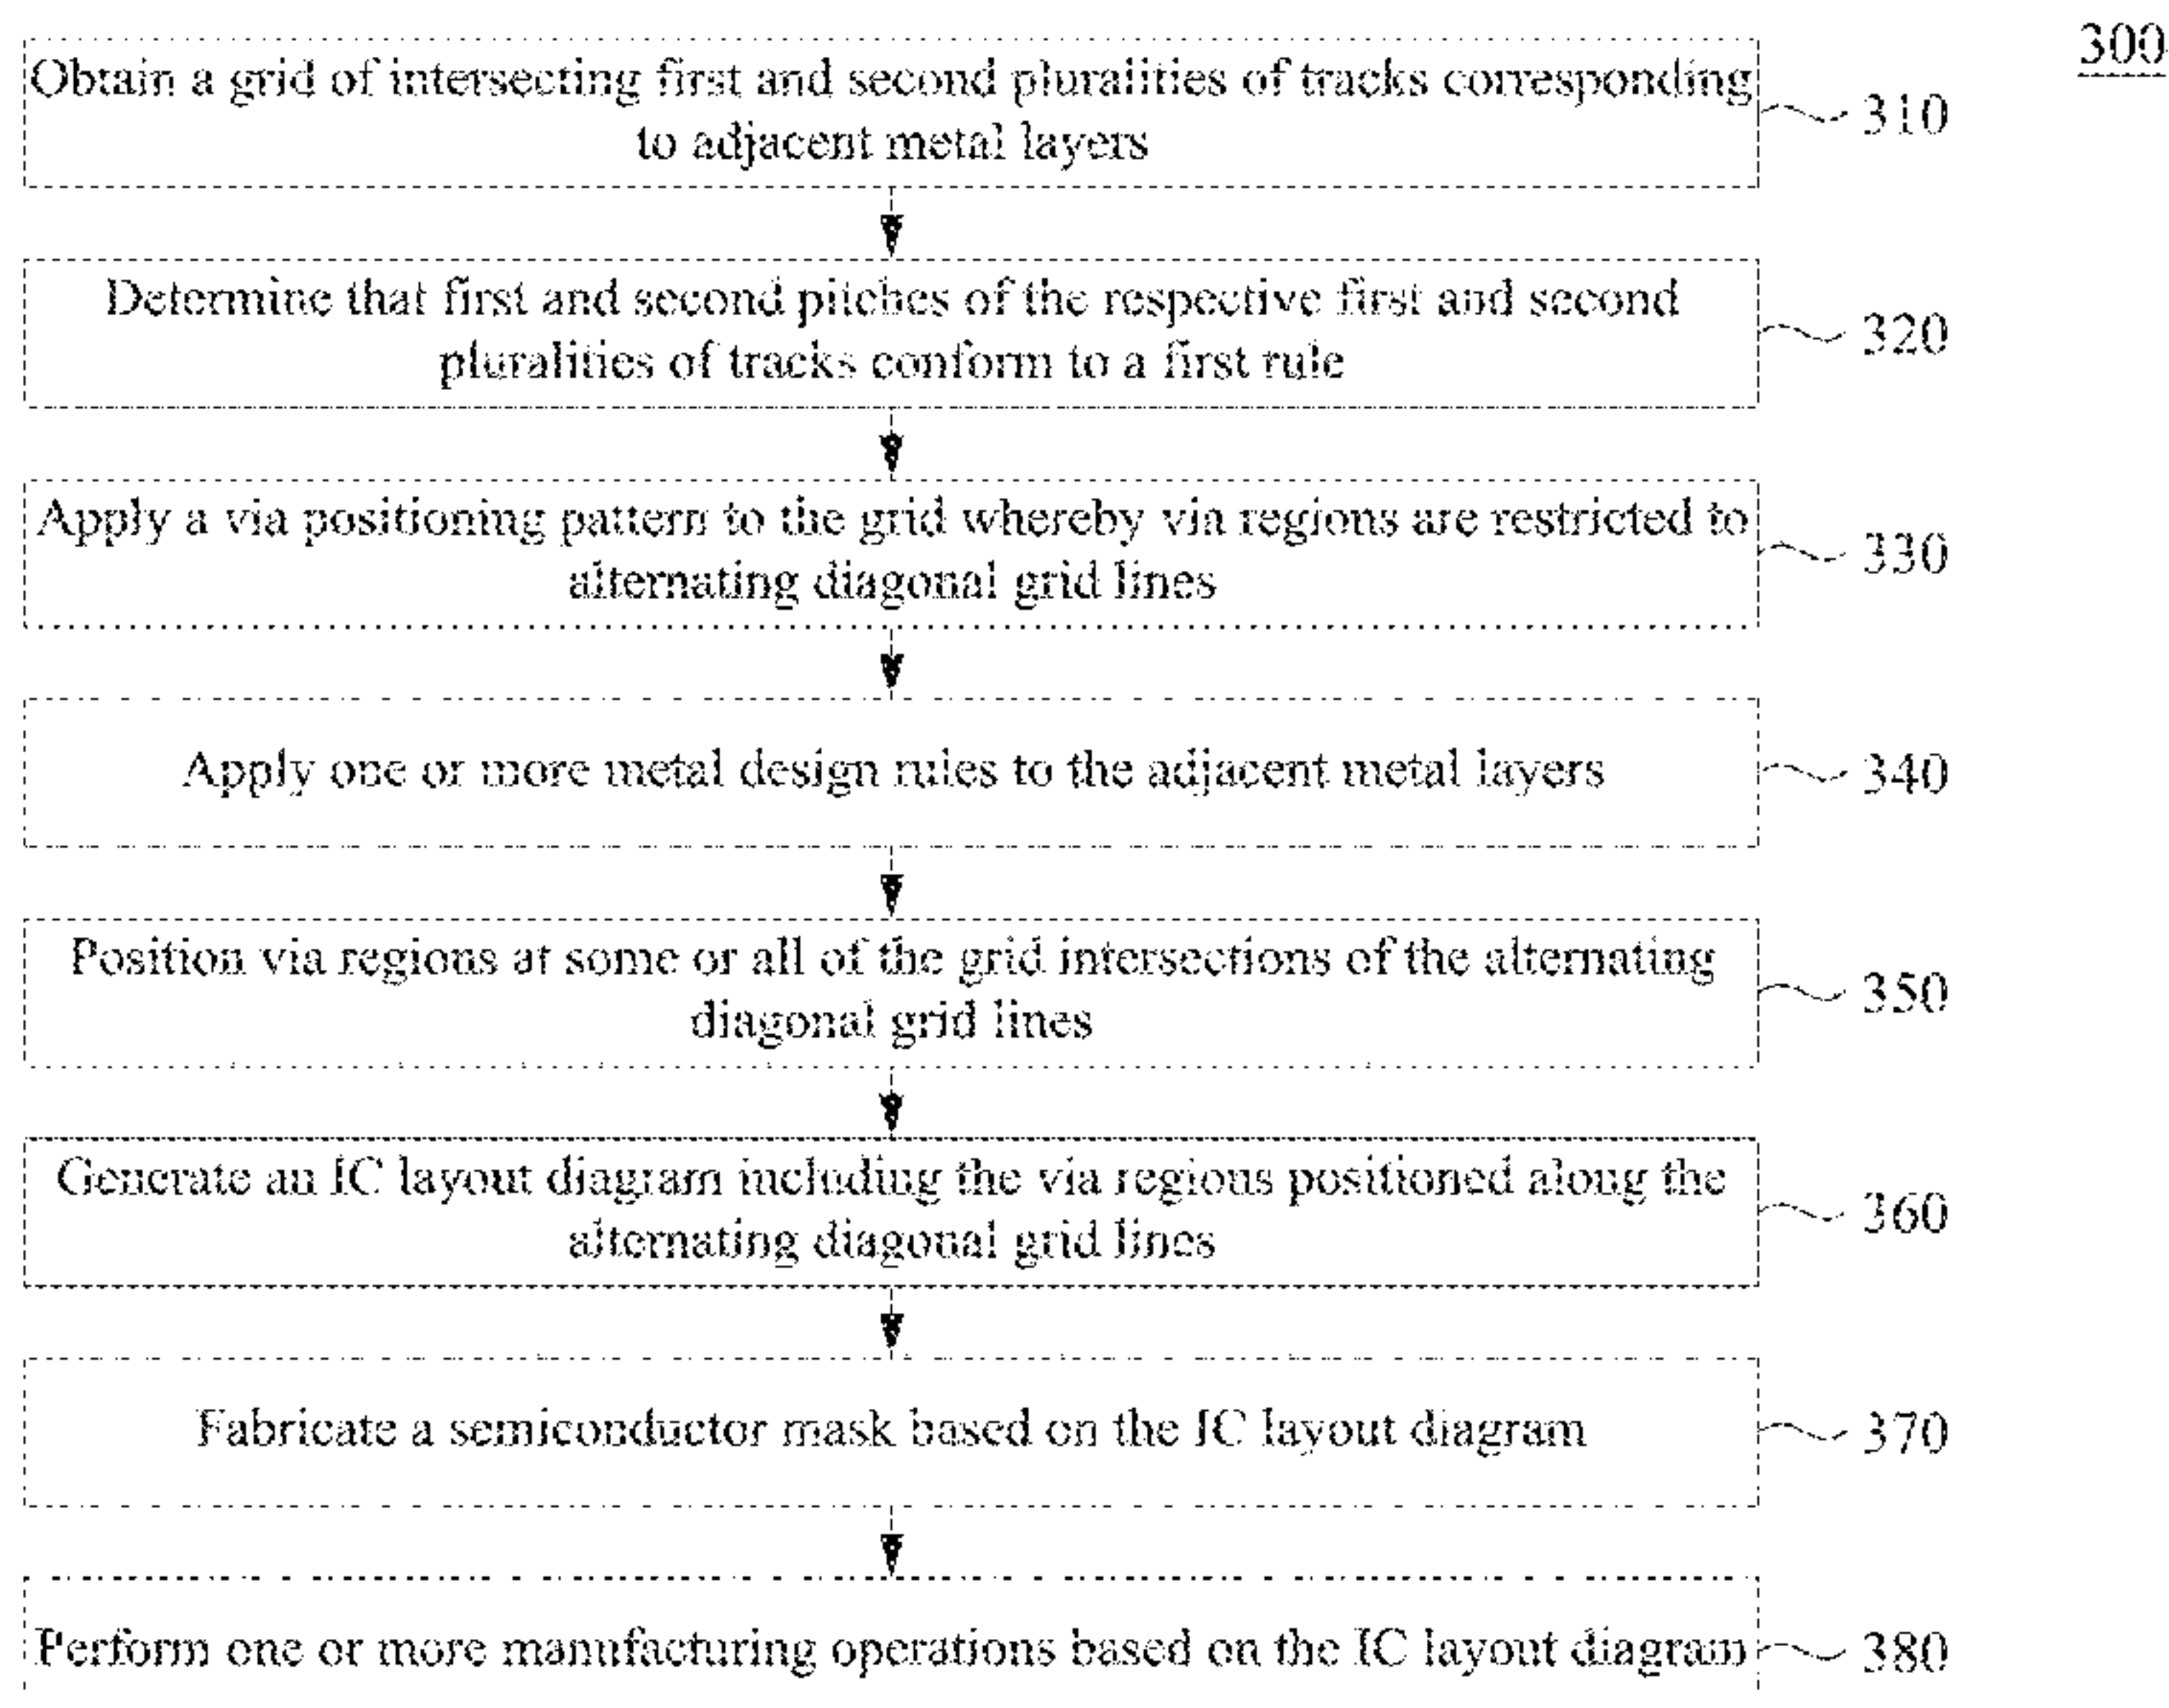 300
Obtain a grid of intersecting first and second pluralities of tracks corresponding
to adjacent metal layers
310
Determine that first and second pitches of the respective first and second
pluralities of tracks conform to a first rule
320
Apply a via positioning pattern to the grid whereby via regions are restricted to
alternating diagonal grid lines
330
Apply one or more metal design rules to the adjacent metal layers
340
Position via regions at some or all of the grid intersections of the alternating
diagonal grid lines
350
Generate an IC layout diagram including the via regions positioned along the
alternating diagonal grid lines
360
Fabricate a semiconductor mask based on the IC layout diagram
370
Perform one or more manufacturing operations based on the IC layout diagram
380